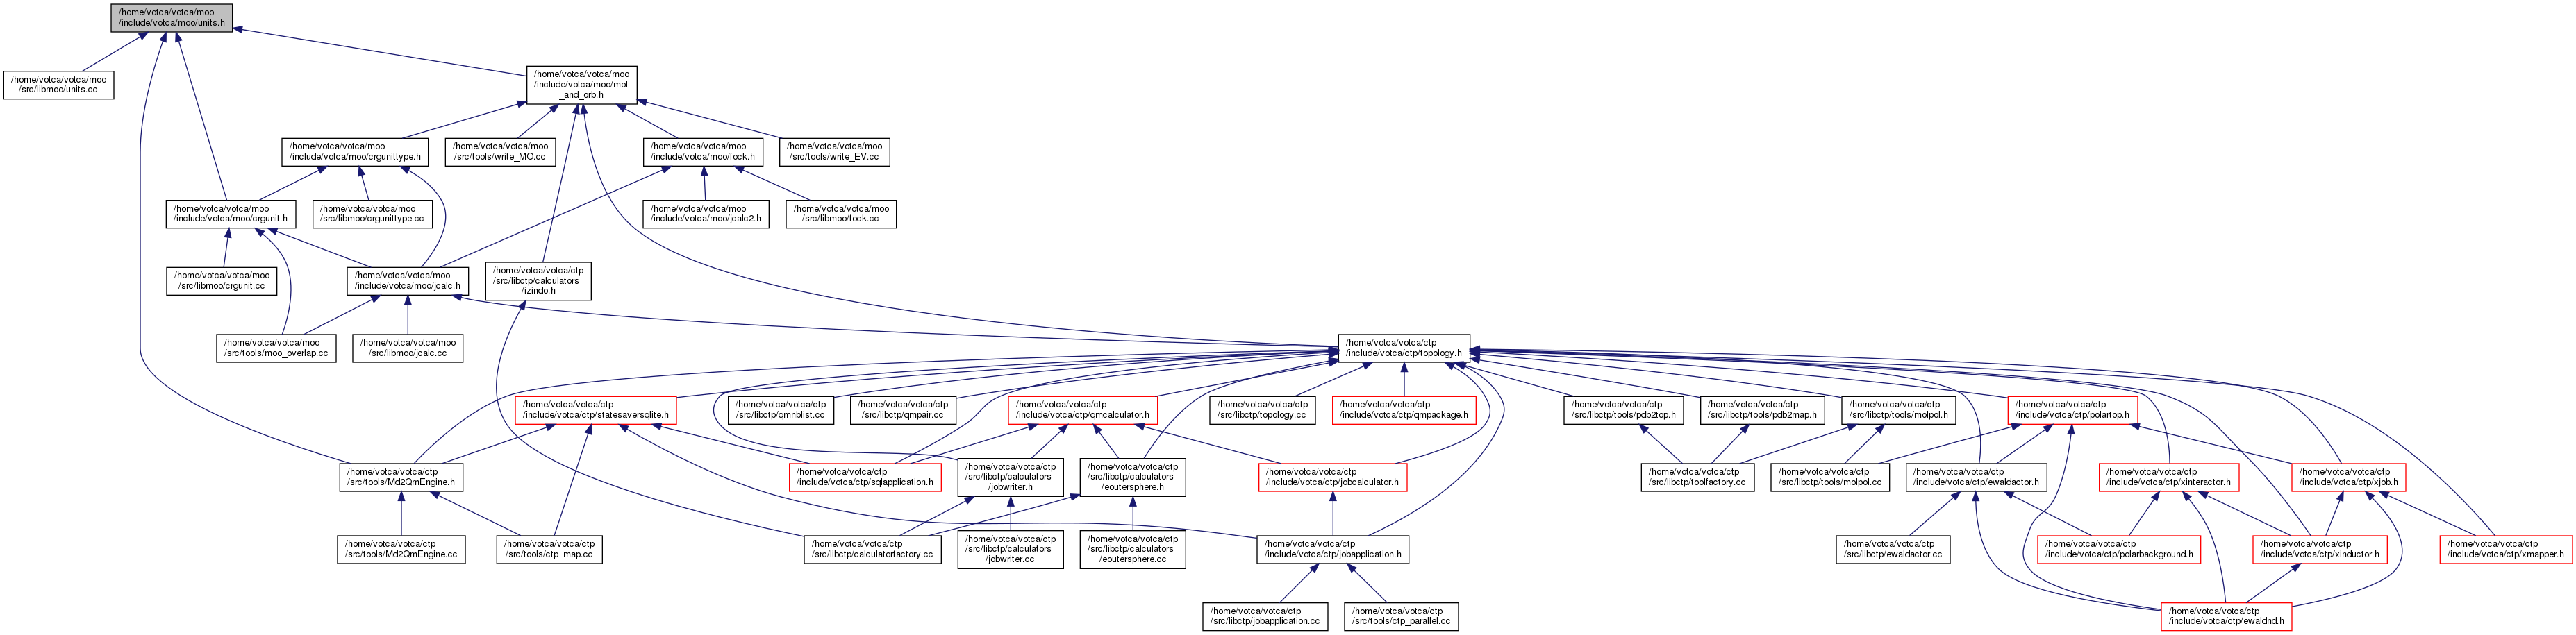 /home/votca/votca/moo
/include/votca/moo/units.h
/home/votca/votca/moo
/src/libmoo/units.cc
/home/votca/votca/moo
/include/votca/moo/mol
_and_orb.h
/home/votca/votca/moo
/include/votca/moo/crgunittype.h
/home/votca/votca/moo
/src/tools/write_MO.cc
/home/votca/votca/moo
/include/votca/moo/fock.h
/home/votca/votca/moo
/src/tools/write_EV.cc
/home/votca/votca/moo
/include/votca/moo/crgunit.h
/home/votca/votca/moo
/src/libmoo/crgunittype.cc
/home/votca/votca/moo
/include/votca/moo/jcalc2.h
/home/votca/votca/moo
/src/libmoo/fock.cc
/home/votca/votca/moo
/src/libmoo/crgunit.cc
/home/votca/votca/moo
/include/votca/moo/jcalc.h
/home/votca/votca/ctp
/src/libctp/calculators
/izindo.h
/home/votca/votca/moo
/src/tools/moo_overlap.cc
/home/votca/votca/moo
/src/libmoo/jcalc.cc
/home/votca/votca/ctp
/include/votca/ctp/topology.h
/home/votca/votca/ctp
/include/votca/ctp/statesaversqlite.h
/home/votca/votca/ctp
/src/libctp/qmnblist.cc
/home/votca/votca/ctp
/src/libctp/qmpair.cc
/home/votca/votca/ctp
/include/votca/ctp/qmcalculator.h
/home/votca/votca/ctp
/src/libctp/topology.cc
/home/votca/votca/ctp
/include/votca/ctp/qmpackage.h
/home/votca/votca/ctp
/src/libctp/tools/pdb2top.h
/home/votca/votca/ctp
/src/libctp/tools/pdb2map.h
/home/votca/votca/ctp
/src/libctp/tools/molpol.h
/home/votca/votca/ctp
/include/votca/ctp/polartop.h
/home/votca/votca/ctp
/src/tools/Md2QmEngine.h
/home/votca/votca/ctp
/include/votca/ctp/sqlapplication.h
/home/votca/votca/ctp
/src/libctp/calculators
/jobwriter.h
/home/votca/votca/ctp
/src/libctp/calculators
/eoutersphere.h
/home/votca/votca/ctp
/include/votca/ctp/jobcalculator.h
/home/votca/votca/ctp
/src/libctp/toolfactory.cc
/home/votca/votca/ctp
/src/libctp/tools/molpol.cc
/home/votca/votca/ctp
/include/votca/ctp/ewaldactor.h
/home/votca/votca/ctp
/include/votca/ctp/xinteractor.h
/home/votca/votca/ctp
/include/votca/ctp/xjob.h
/home/votca/votca/ctp
/src/tools/Md2QmEngine.cc
/home/votca/votca/ctp
/src/tools/ctp_map.cc
/home/votca/votca/ctp
/src/libctp/calculatorfactory.cc
/home/votca/votca/ctp
/src/libctp/calculators
/jobwriter.cc
/home/votca/votca/ctp
/src/libctp/calculators
/eoutersphere.cc
/home/votca/votca/ctp
/include/votca/ctp/jobapplication.h
/home/votca/votca/ctp
/src/libctp/ewaldactor.cc
/home/votca/votca/ctp
/include/votca/ctp/polarbackground.h
/home/votca/votca/ctp
/include/votca/ctp/xinductor.h
/home/votca/votca/ctp
/include/votca/ctp/xmapper.h
/home/votca/votca/ctp
/src/libctp/jobapplication.cc
/home/votca/votca/ctp
/src/tools/ctp_parallel.cc
/home/votca/votca/ctp
/include/votca/ctp/ewaldnd.h